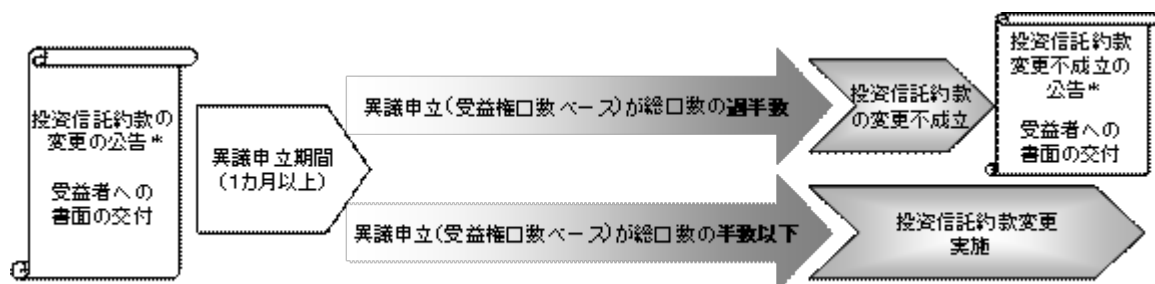 投資信託約款の
変更の公告*
受益者への
書面の交付
異議申立期間
(1カ月以上)
異議申立(受益権口数ベース)が総口数の過半数
投資信託約款
の変更不成立
投資信託約款
変更不成立の
公告*
受益者への
書面の交付
異議申立(受益権口数ベース)が総口数の半数以下
投資信託約款変更
実施